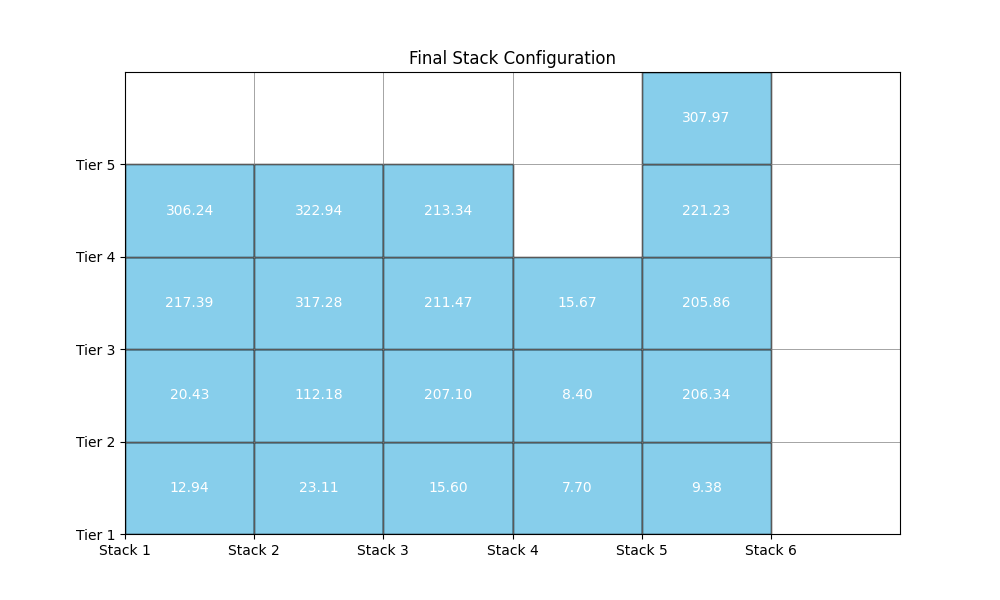 Final Stack Configuration
307.97
Tier 5
306.24 322.94 213.34 221.23
Tier 4
217.39 317.28 211.47 15.67 205.86
Tier 3
20.43 112.18 207.10 8.40 206.34
Tier 2
12.94 23.11 15.60 7.70 9.38
Tier 1
Stack 1 Stack 2 Stack 3 Stack 4 Stack 5 Stack 6